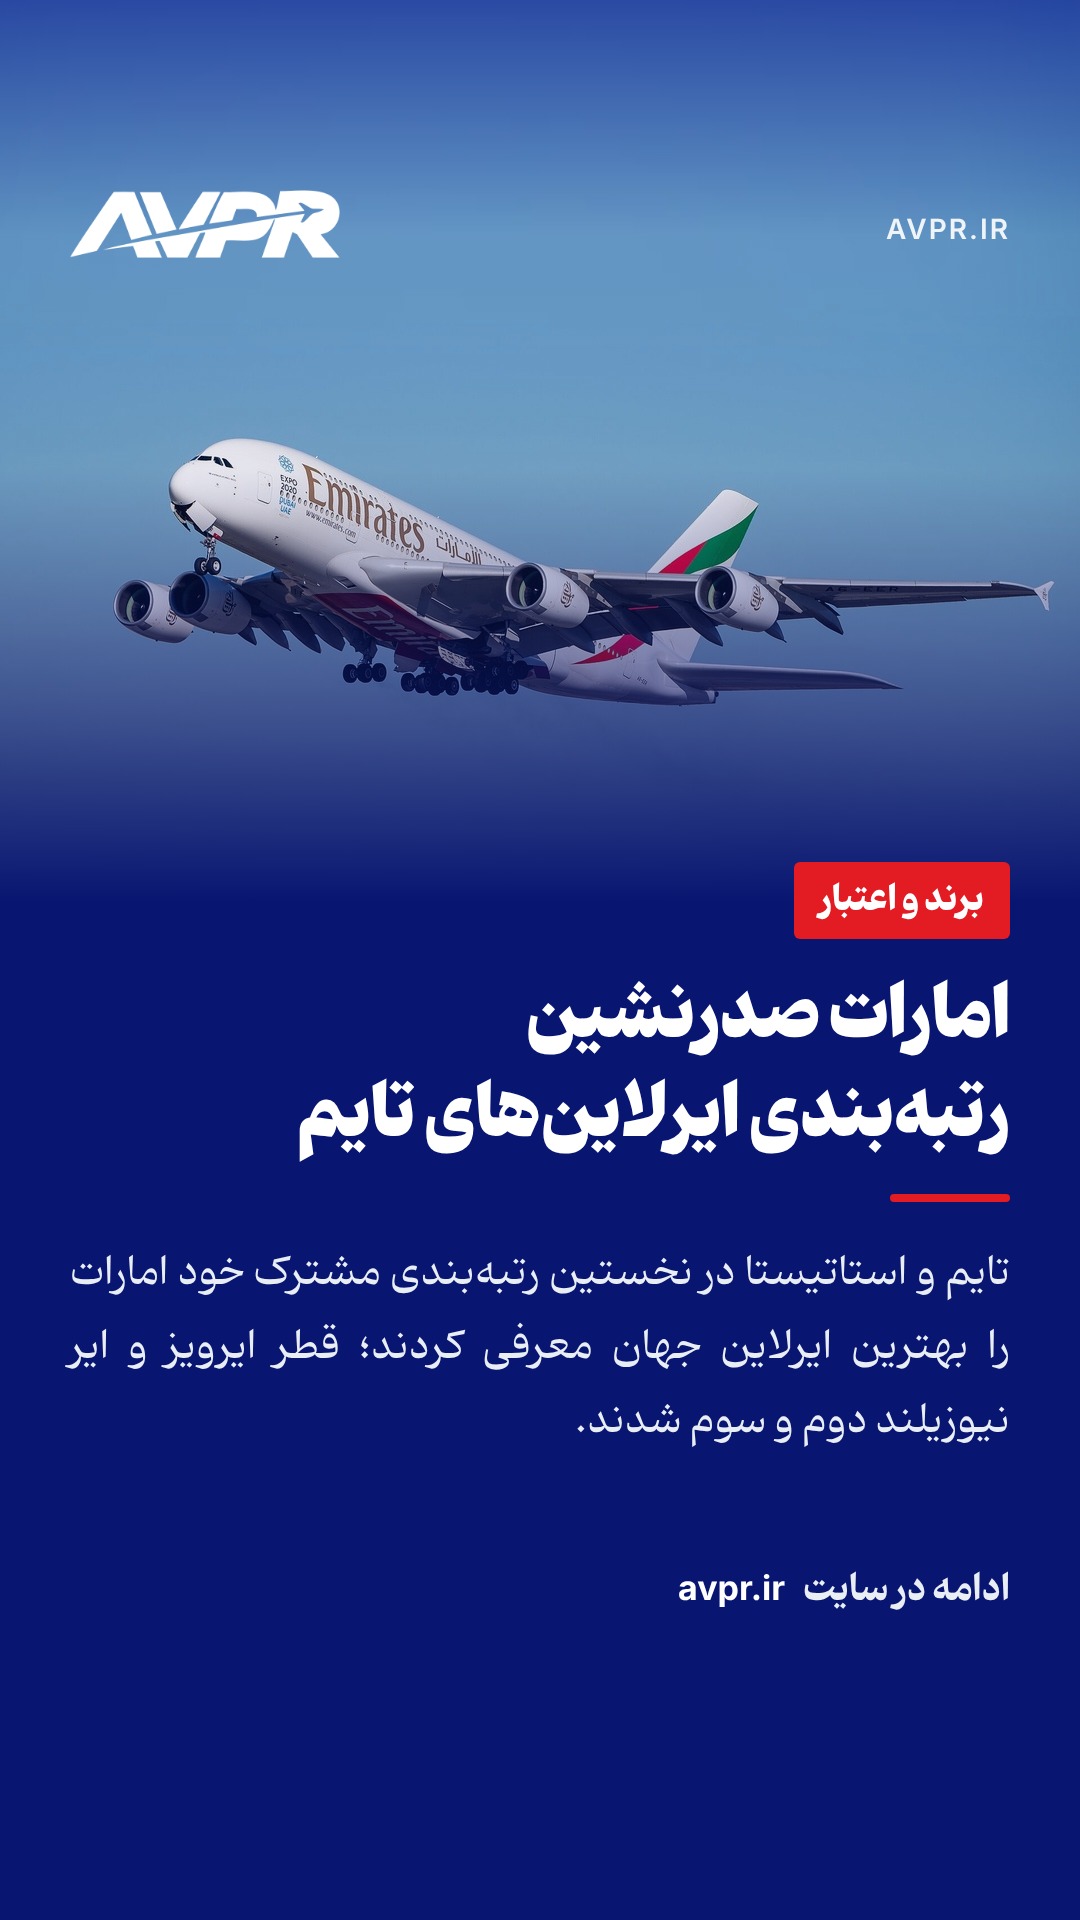 AVPR
AVPR.IR
EXPO
2020
DUBAI
UAE
Emirates
الإمارات
www.emirates.com
برند و اعتبار
امارات صدرنشین
رتبه‌بندی ایرلاین‌های تایم
تایم و استاتیستا در نخستین رتبه‌بندی مشترک خود امارات
را بهترین ایرلاین جهان معرفی کردند؛ قطر ایرویز و ایر
نیوزیلند دوم و سوم شدند.
ادامه در سایت avpr.ir